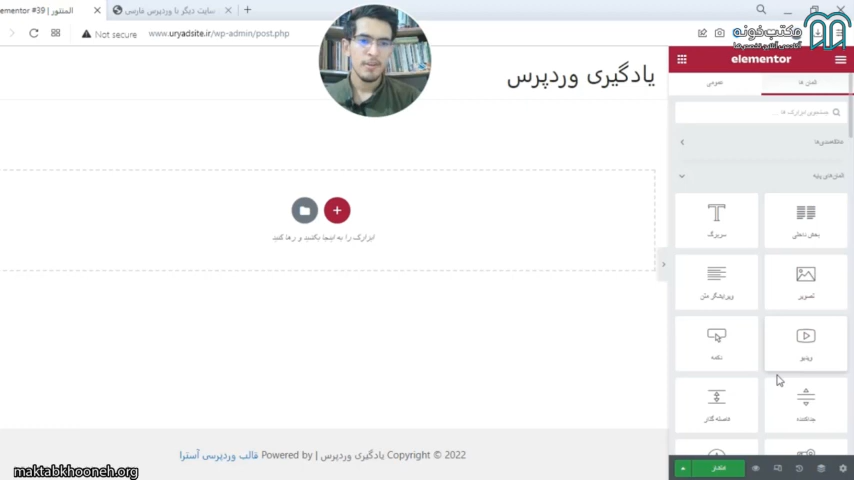 المنتور | Elementor #39
سایت دیگر با وردپرس فارسی
Not secure
www.uryadsite.ir/wp-admin/post.php
مکتب‌خونه
elementor
المان ها
عمومی
یادگیری وردپرس
جستجوی ابزارک ها ...
علاقمندی‌ها
المان‌های پایه
بخش داخلی
سربرگ
تصویر
ویرایشگر متن
ویدیو
دکمه
جداکننده
فاصله گذار
ابزارک را به اینجا بکشید و رها کنید
Copyright © 2022 یادگیری وردپرس | Powered by قالب وردپرسی آسترا
انتشار
maktabkhooneh.org